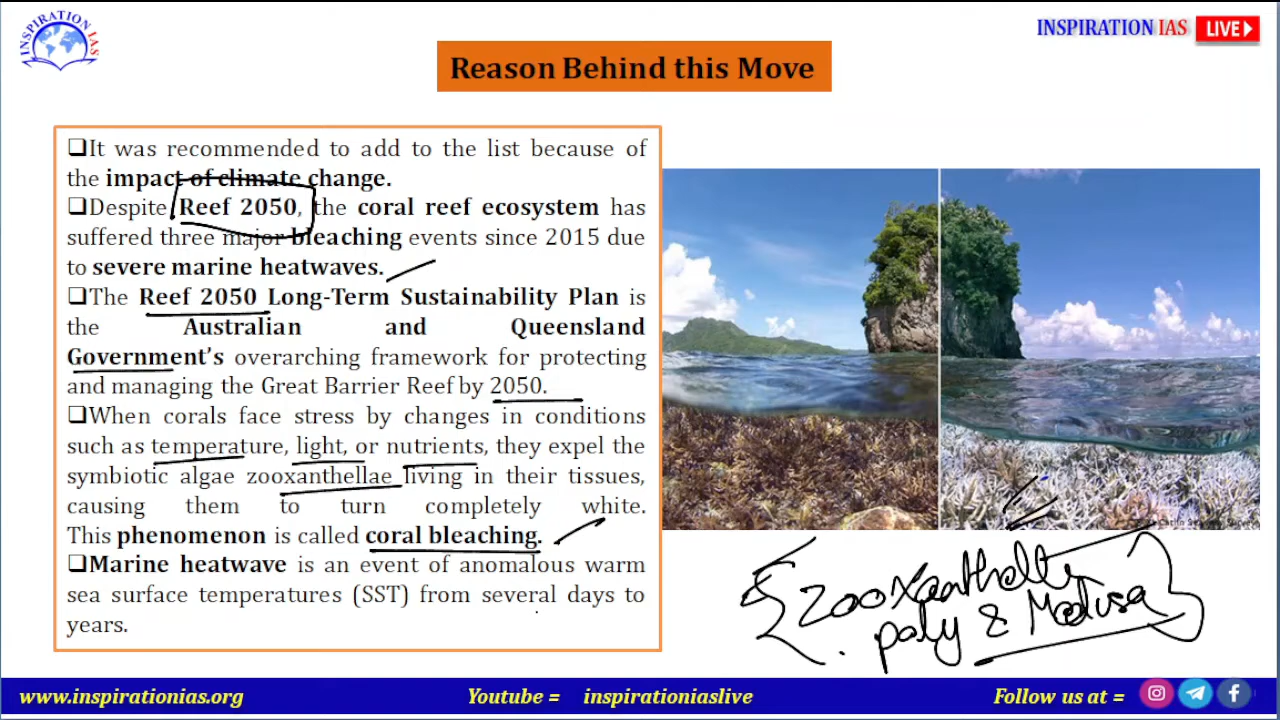 INSPIRATION IAS
INSPIRATION IAS LIVE
Reason Behind this Move
❑It was recommended to add to the list because of
the impact of climate change.
❑Despite Reef 2050, the coral reef ecosystem has
suffered three major bleaching events since 2015 due
to severe marine heatwaves.
❑The Reef 2050 Long-Term Sustainability Plan is
the Australian and Queensland
Government's overarching framework for protecting
and managing the Great Barrier Reef by 2050.
❑When corals face stress by changes in conditions
such as temperature, light, or nutrients, they expel the
symbiotic algae zooxanthellae living in their tissues,
causing them to turn completely white.
This phenomenon is called coral bleaching.
❑Marine heatwave is an event of anomalous warm
sea surface temperatures (SST) from several days to
years.
poly & Medusa
www.inspirationias.org
Youtube = inspirationiaslive
Follow us at =